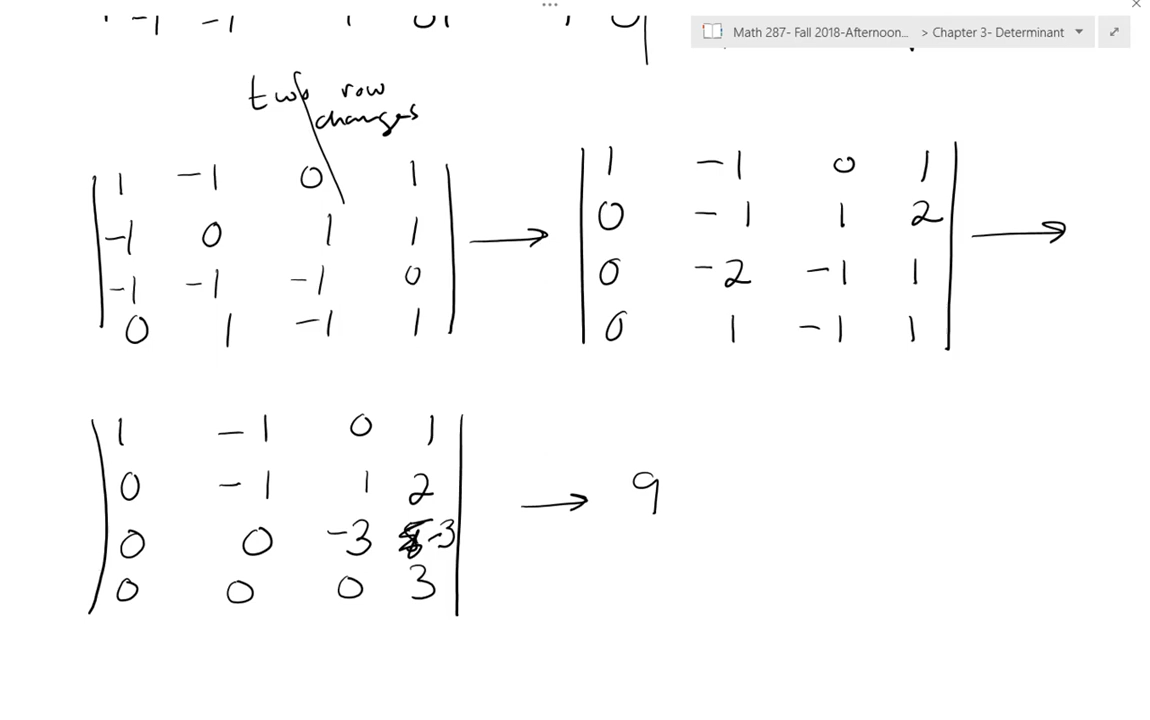 -1 -1
Math 287- Fall 2018-Afternoon... > Chapter 3- Determinant
two row
changes
1 -1 0 1
-1 0 1 1
-1 -1 -1 0
0 1 -1 1
→
1 -1 0 1
0 -1 1 2
0 -2 -1 1
0 1 -1 1
→
1 -1 0 1
0 -1 1 2
0 0 -3 -3
0 0 0 3
→ 9